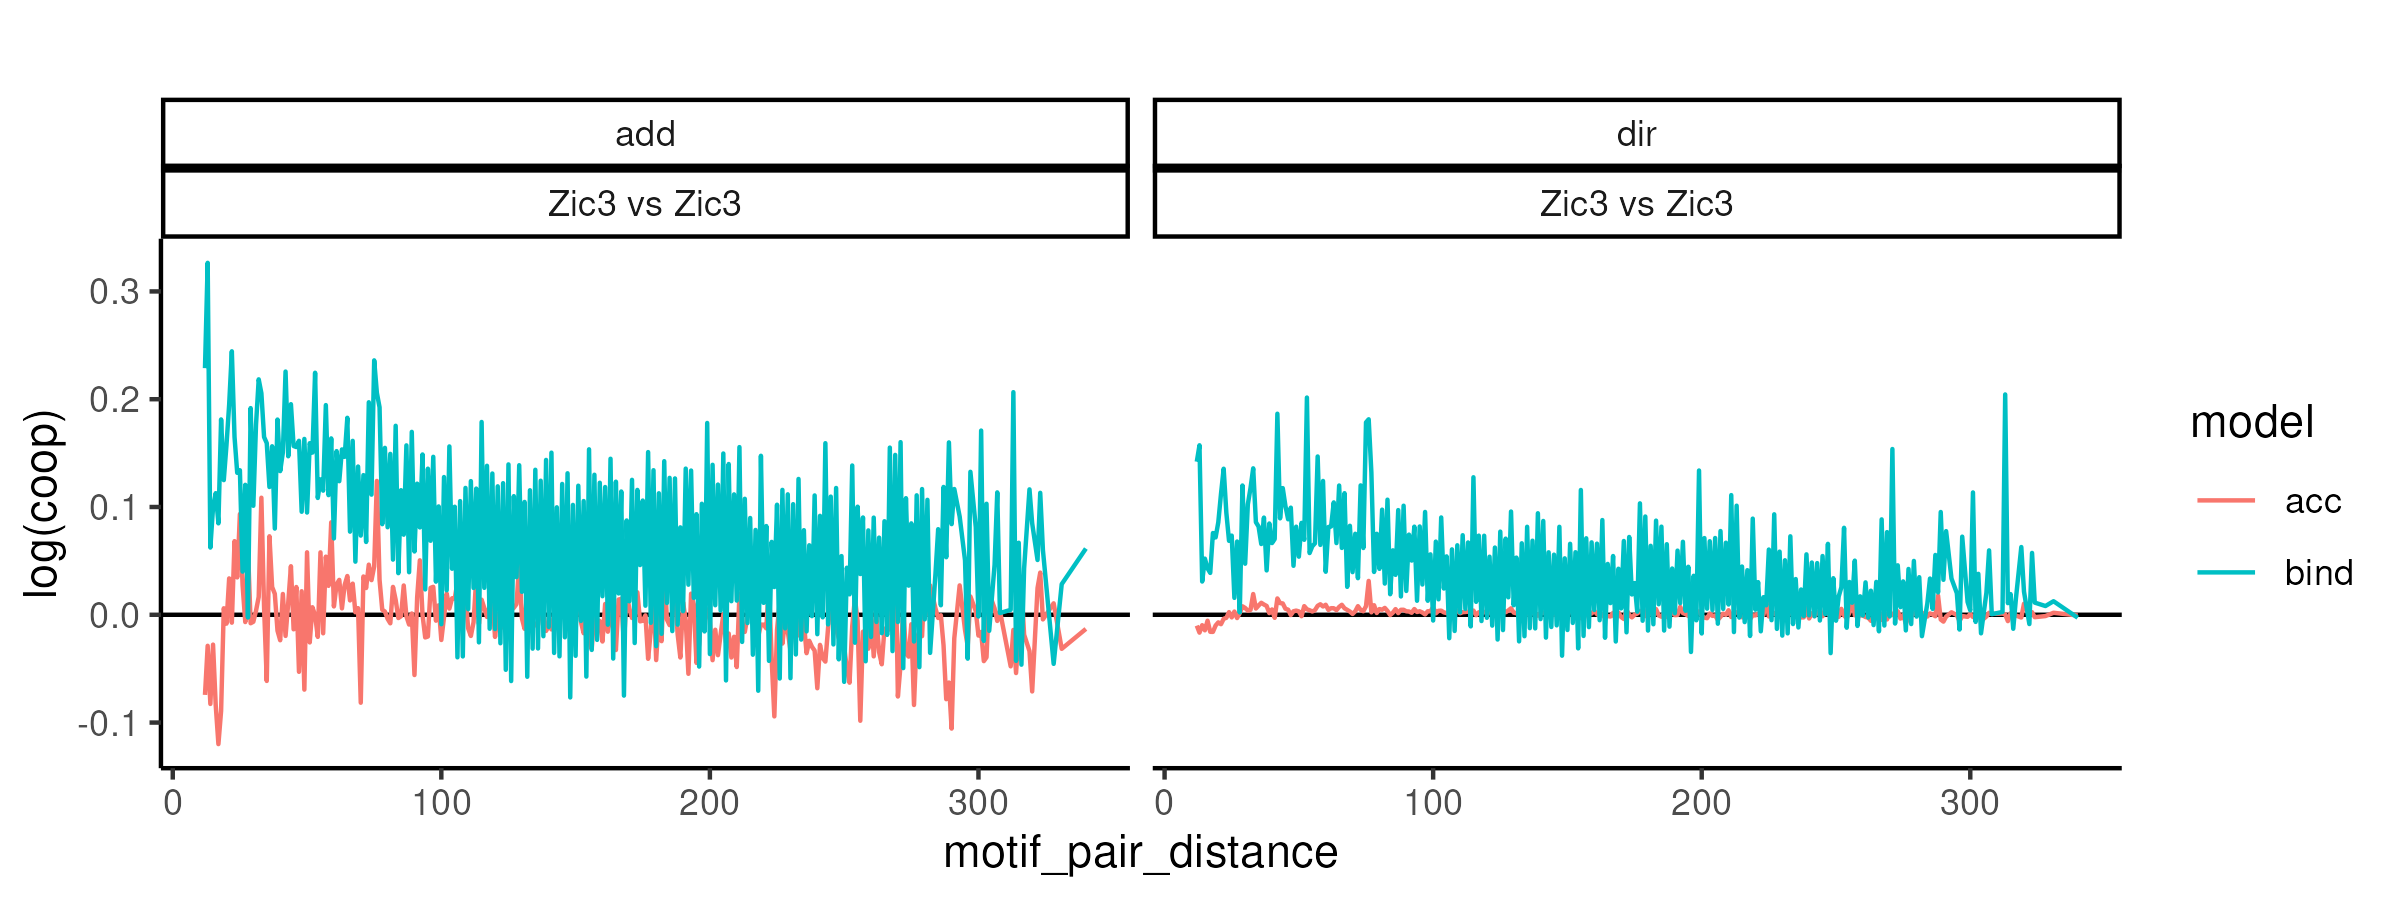 add
dir
Zic3 vs Zic3
Zic3 vs Zic3
log(coop)
0.3
0.2
0.1
0.0
-0.1
0
100
200
300
0
100
200
300
motif_pair_distance
model
acc
bind